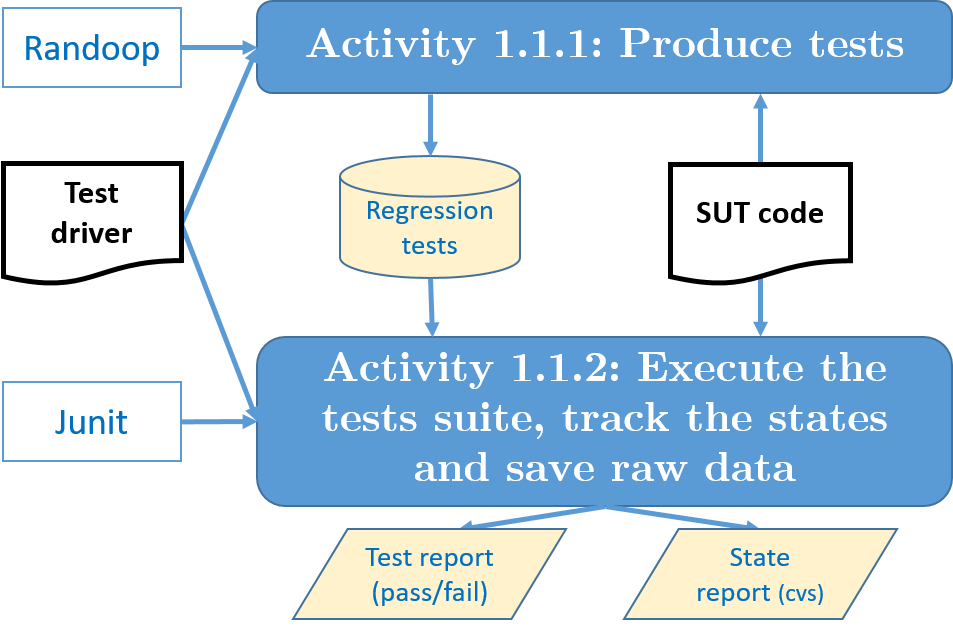 Randoop
Activity 1.1.1: Produce tests
Test
driver
Regression
tests
SUT code
Junit
Activity 1.1.2: Execute the
tests suite, track the states
and save raw data
Test report
(pass/fail)
State
report (cvs)